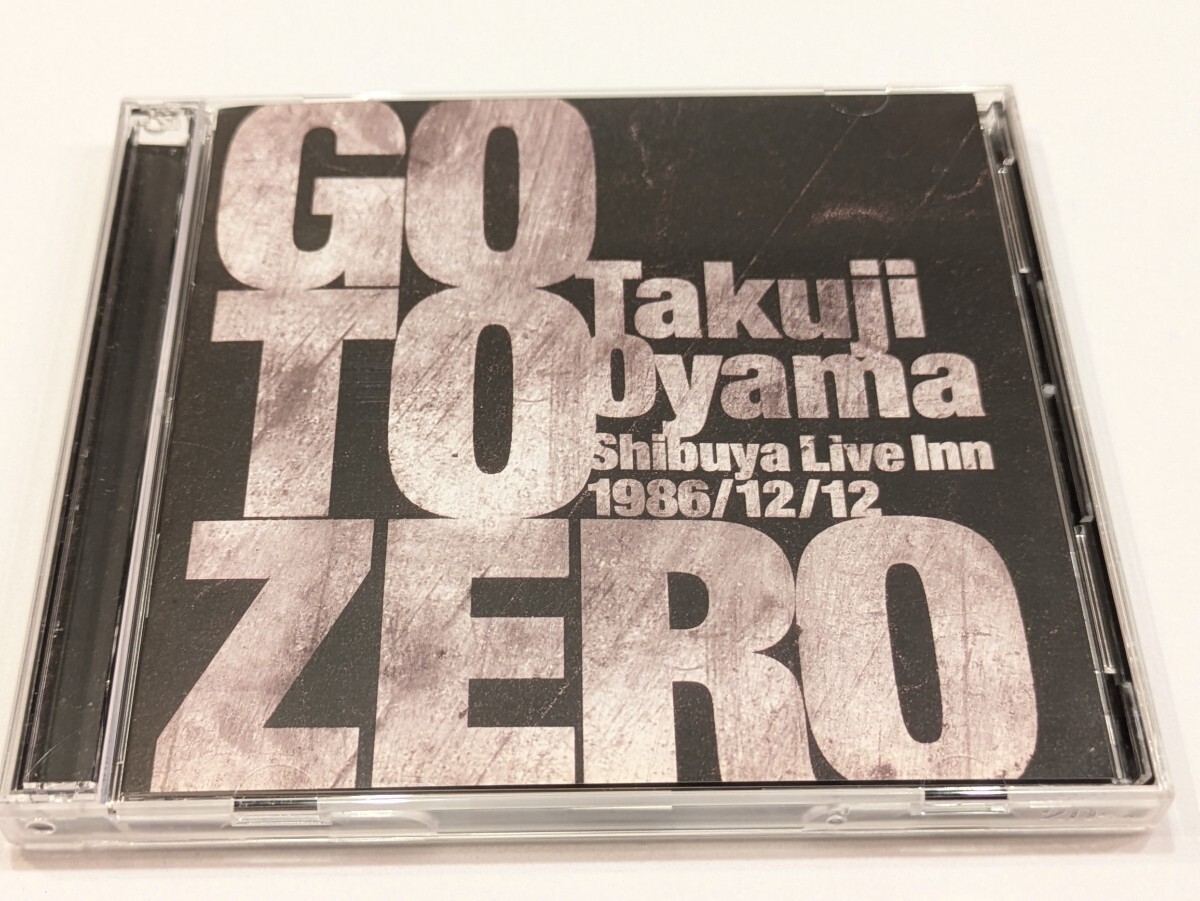 GO
TO
Takuji
Oyama
Shibuya Live Inn
1986/12/12
ZERO